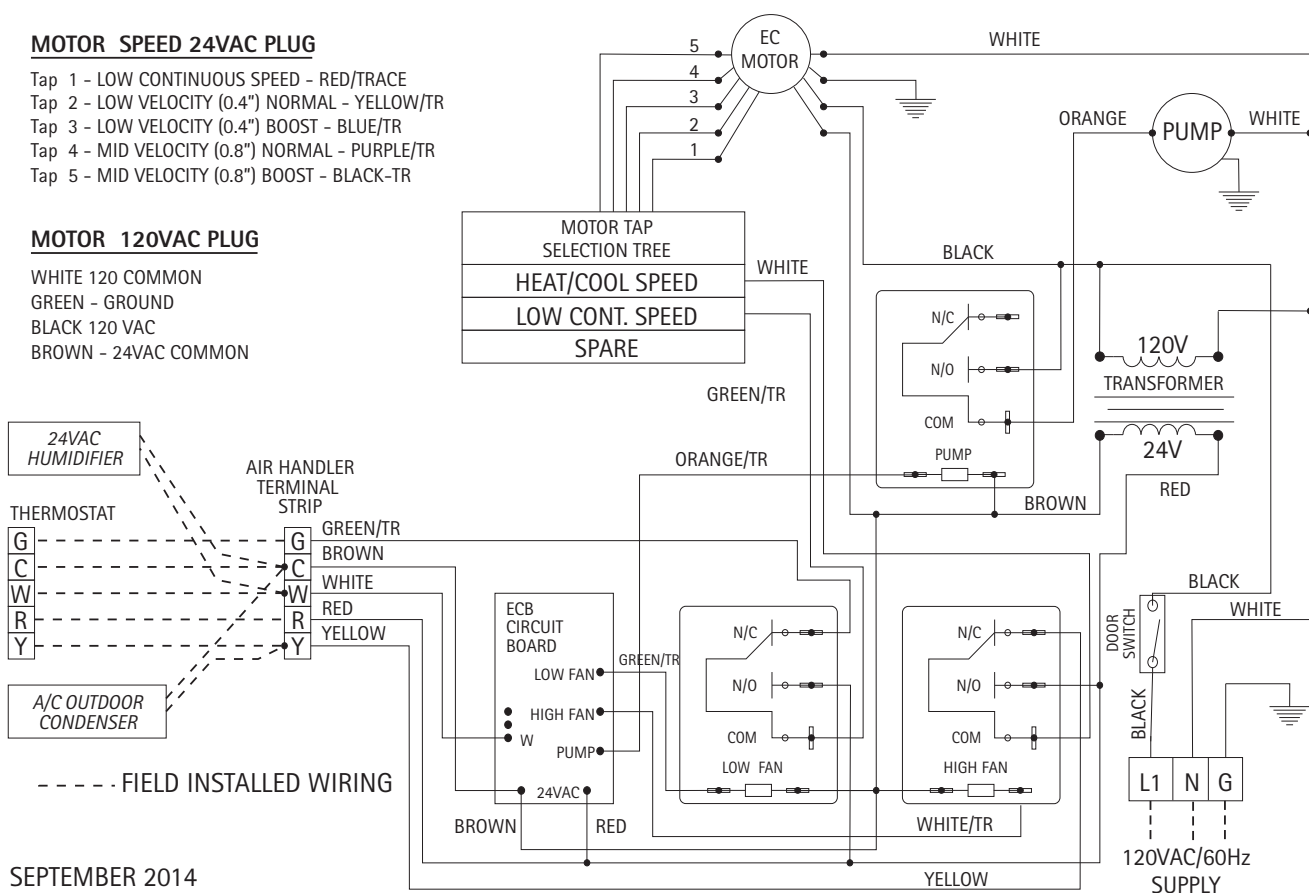 MOTOR SPEED 24VAC PLUG
Tap 1 - LOW CONTINUOUS SPEED - RED/TRACE
Tap 2 - LOW VELOCITY (0.4") NORMAL - YELLOW/TR
Tap 3 - LOW VELOCITY (0.4") BOOST - BLUE/TR
Tap 4 - MID VELOCITY (0.8") NORMAL - PURPLE/TR
Tap 5 - MID VELOCITY (0.8") BOOST - BLACK-TR
MOTOR 120VAC PLUG
WHITE 120 COMMON
GREEN - GROUND
BLACK 120 VAC
BROWN - 24VAC COMMON
5
4
3
2
1
EC
MOTOR
WHITE
ORANGE
PUMP
WHITE
MOTOR TAP
SELECTION TREE
HEAT/COOL SPEED
LOW CONT. SPEED
SPARE
WHITE
GREEN/TR
BLACK
N/C
N/O
COM
PUMP
120V
TRANSFORMER
24V
RED
BROWN
ORANGE/TR
24VAC
HUMIDIFIER
AIR HANDLER
TERMINAL
STRIP
THERMOSTAT
G
C
W
R
Y
G
C
W
R
Y
GREEN/TR
BROWN
WHITE
RED
YELLOW
A/C OUTDOOR
CONDENSER
- - - - - FIELD INSTALLED WIRING
ECB
CIRCUIT
BOARD
LOW FAN
HIGH FAN
W
PUMP
24VAC
BROWN
RED
GREEN/TR
N/C
N/O
COM
LOW FAN
N/C
N/O
COM
HIGH FAN
WHITE/TR
YELLOW
BLACK
WHITE
DOOR
SWITCH
BLACK
L1
N
G
120VAC/60Hz
SUPPLY
SEPTEMBER 2014